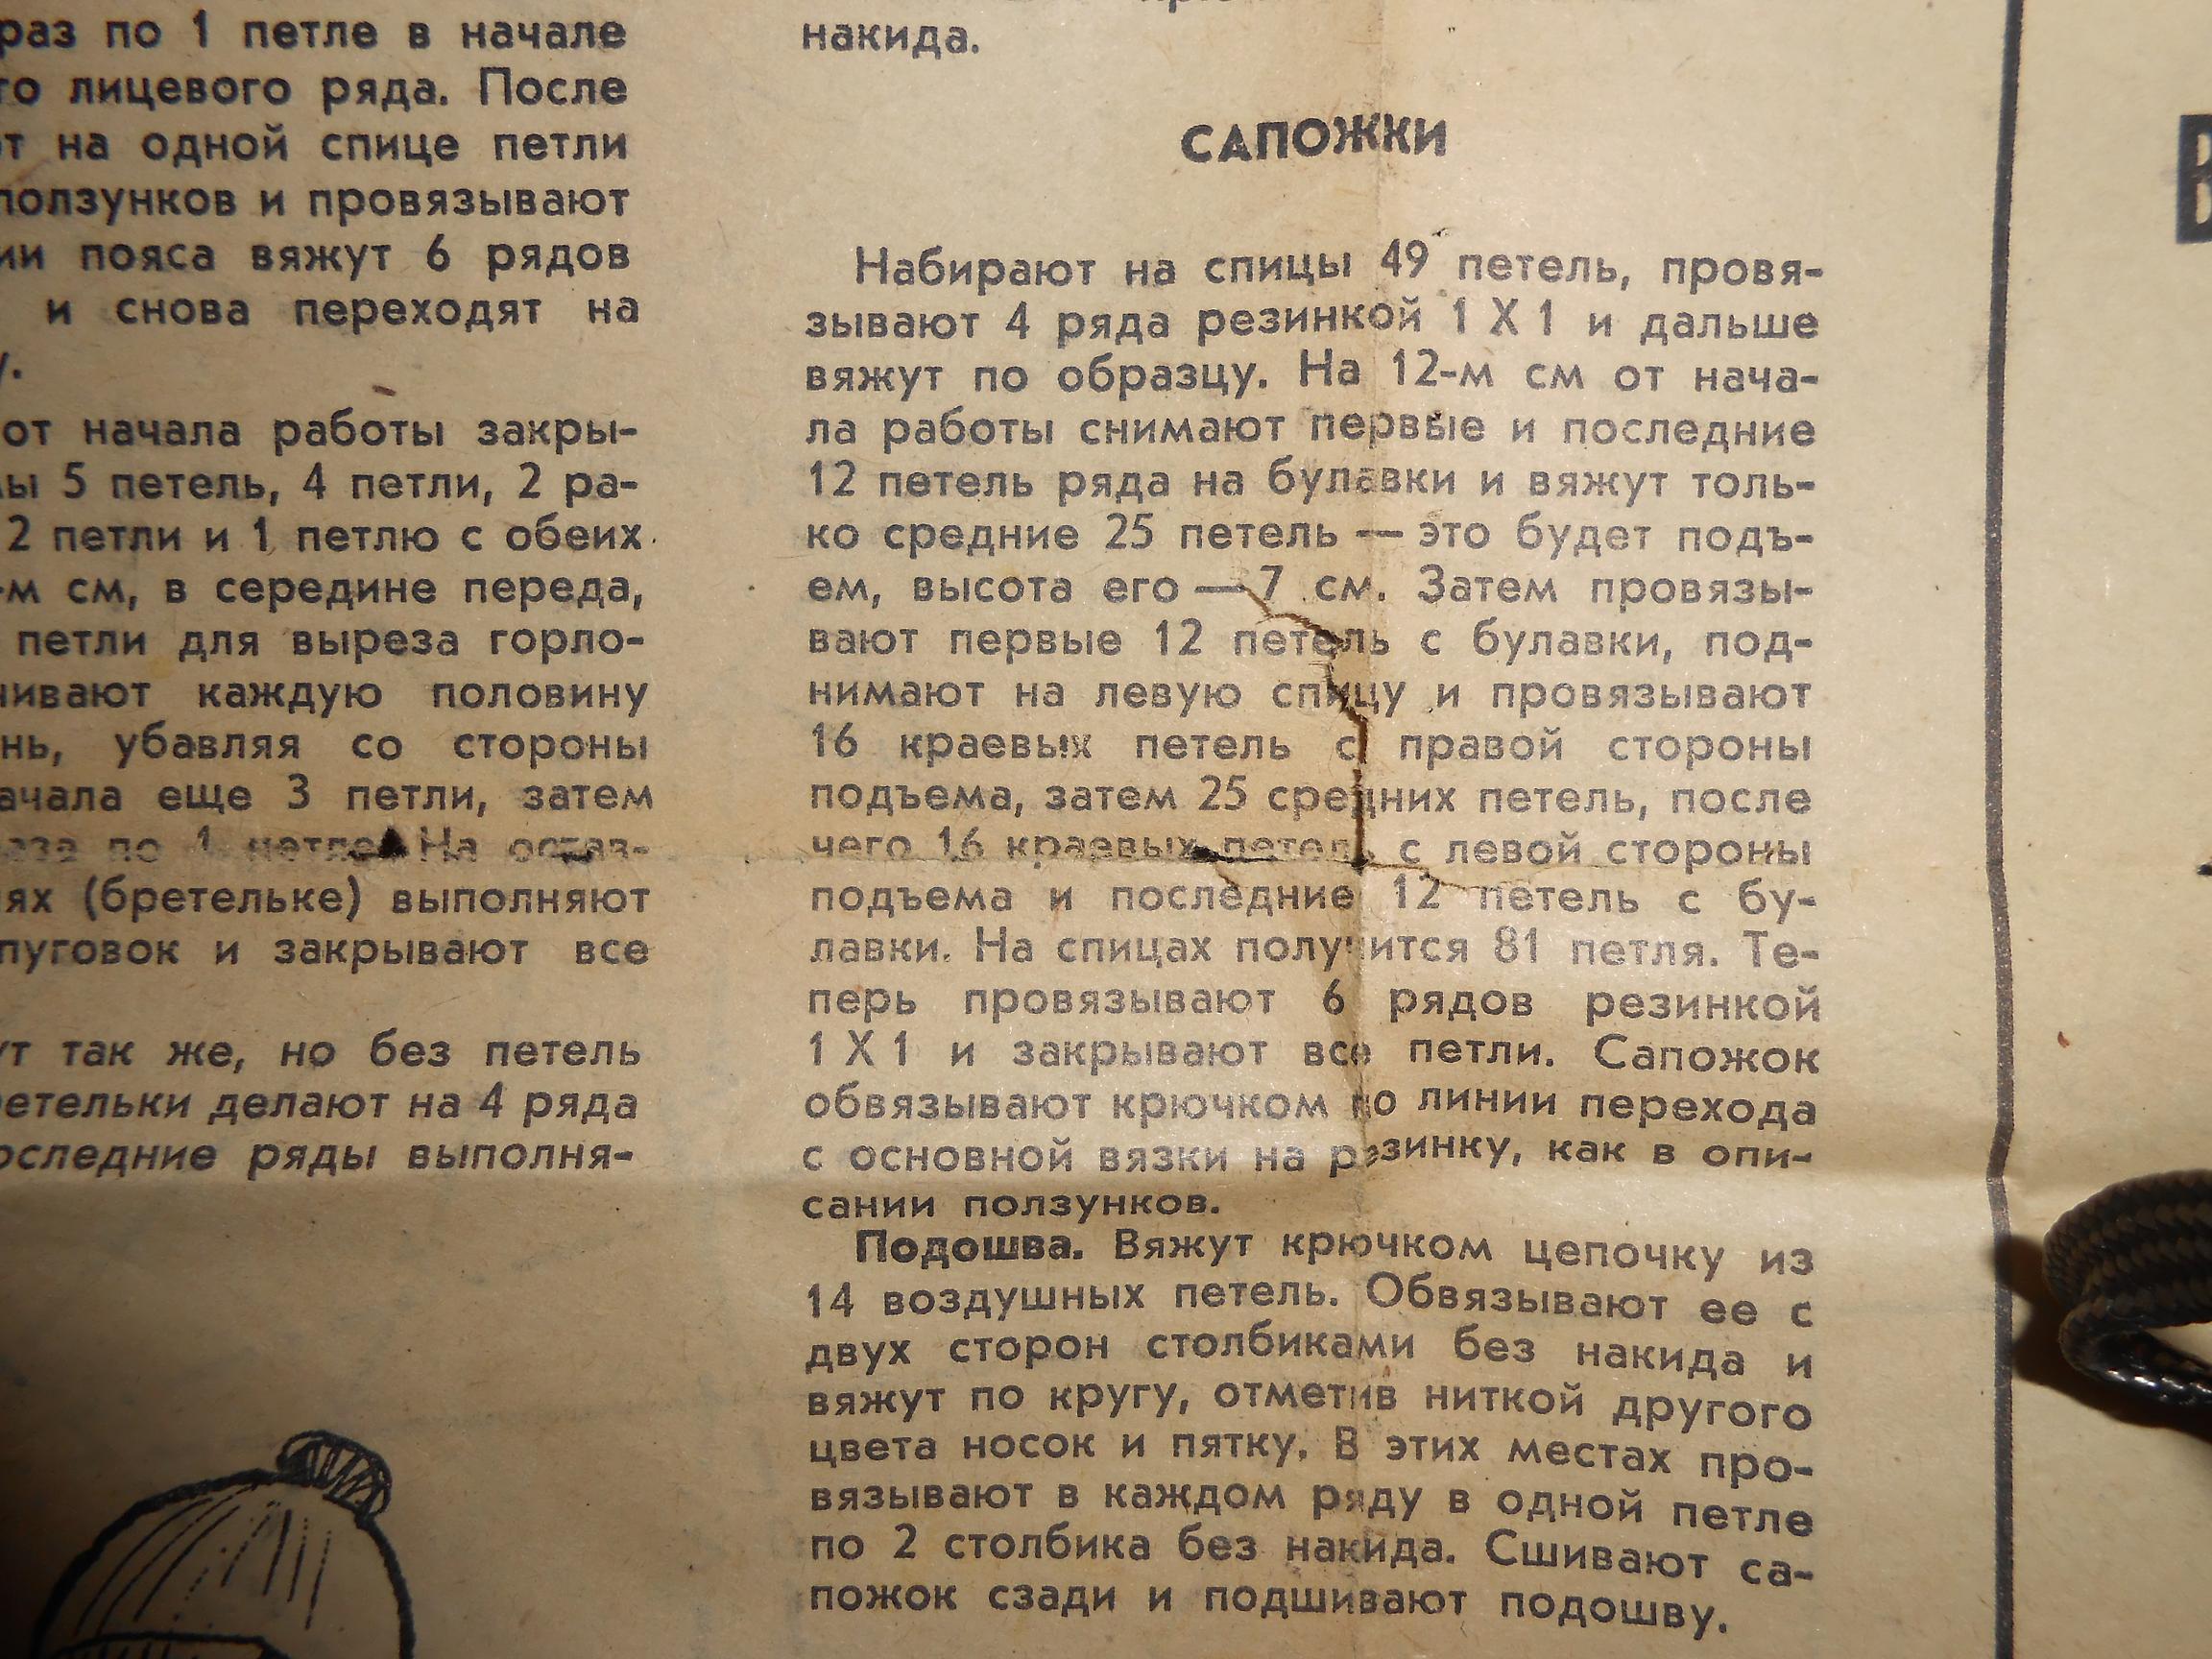 раз по 1 петле в начале
го лицевого ряда. После
от на одной спице петли
ползунков и провязывают
ии пояса вяжут 6 рядов
и снова переходят на
у.
от начала работы закры-
ы 5 петель, 4 петли, 2 ра-
2 петли и 1 петлю с обеих
-м см, в середине переда,
петли для выреза горло-
чивают каждую половину
нь, убавляя со стороны
ачала еще 3 петли, затем
аза по 1 петле. На остав-
ях (бретельке) выполняют
пуговок и закрывают все
ут так же, но без петель
етельки делают на 4 ряда
оследние ряды выполня-
накида.
САПОЖКИ
Набирают на спицы 49 петель, провя-
зывают 4 ряда резинкой 1 X 1 и дальше
вяжут по образцу. На 12-м см от нача-
ла работы снимают первые и последние
12 петель ряда на булавки и вяжут толь-
ко средние 25 петель — это будет подъ-
ем, высота его — 7 см. Затем провязы-
вают первые 12 петель с булавки, под-
нимают на левую спицу и провязывают
16 краевых петель с правой стороны
подъема, затем 25 средних петель, после
чего 16 краевых петель с левой стороны
подъема и последние 12 петель с бу-
лавки. На спицах получится 81 петля. Те-
перь провязывают 6 рядов резинкой
1 X 1 и закрывают все петли. Сапожок
обвязывают крючком по линии перехода
с основной вязки на резинку, как в опи-
сании ползунков.
Подошва. Вяжут крючком цепочку из
14 воздушных петель. Обвязывают ее с
двух сторон столбиками без накида и
вяжут по кругу, отметив ниткой другого
цвета носок и пятку. В этих местах про-
вязывают в каждом ряду в одной петле
по 2 столбика без накида. Сшивают са-
пожок сзади и подшивают подошву.